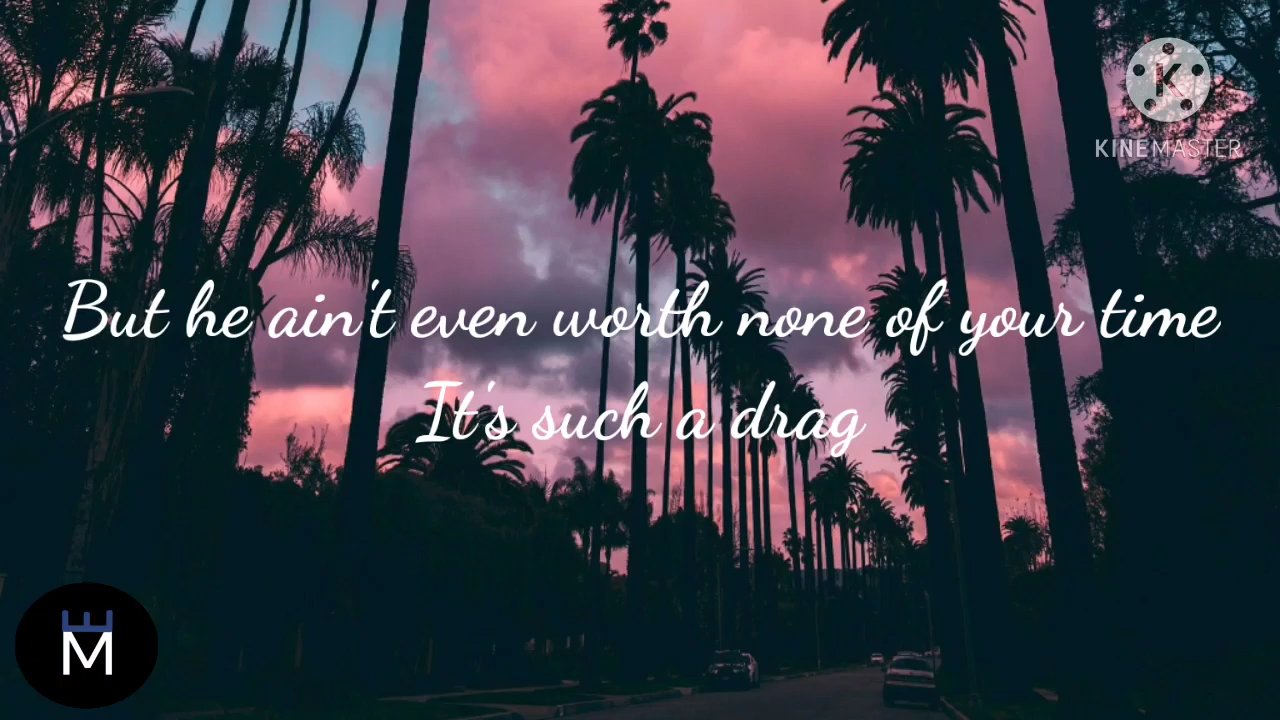 K
KINEMASTER
But he ain't even worth none of your time
It's such a drag
M